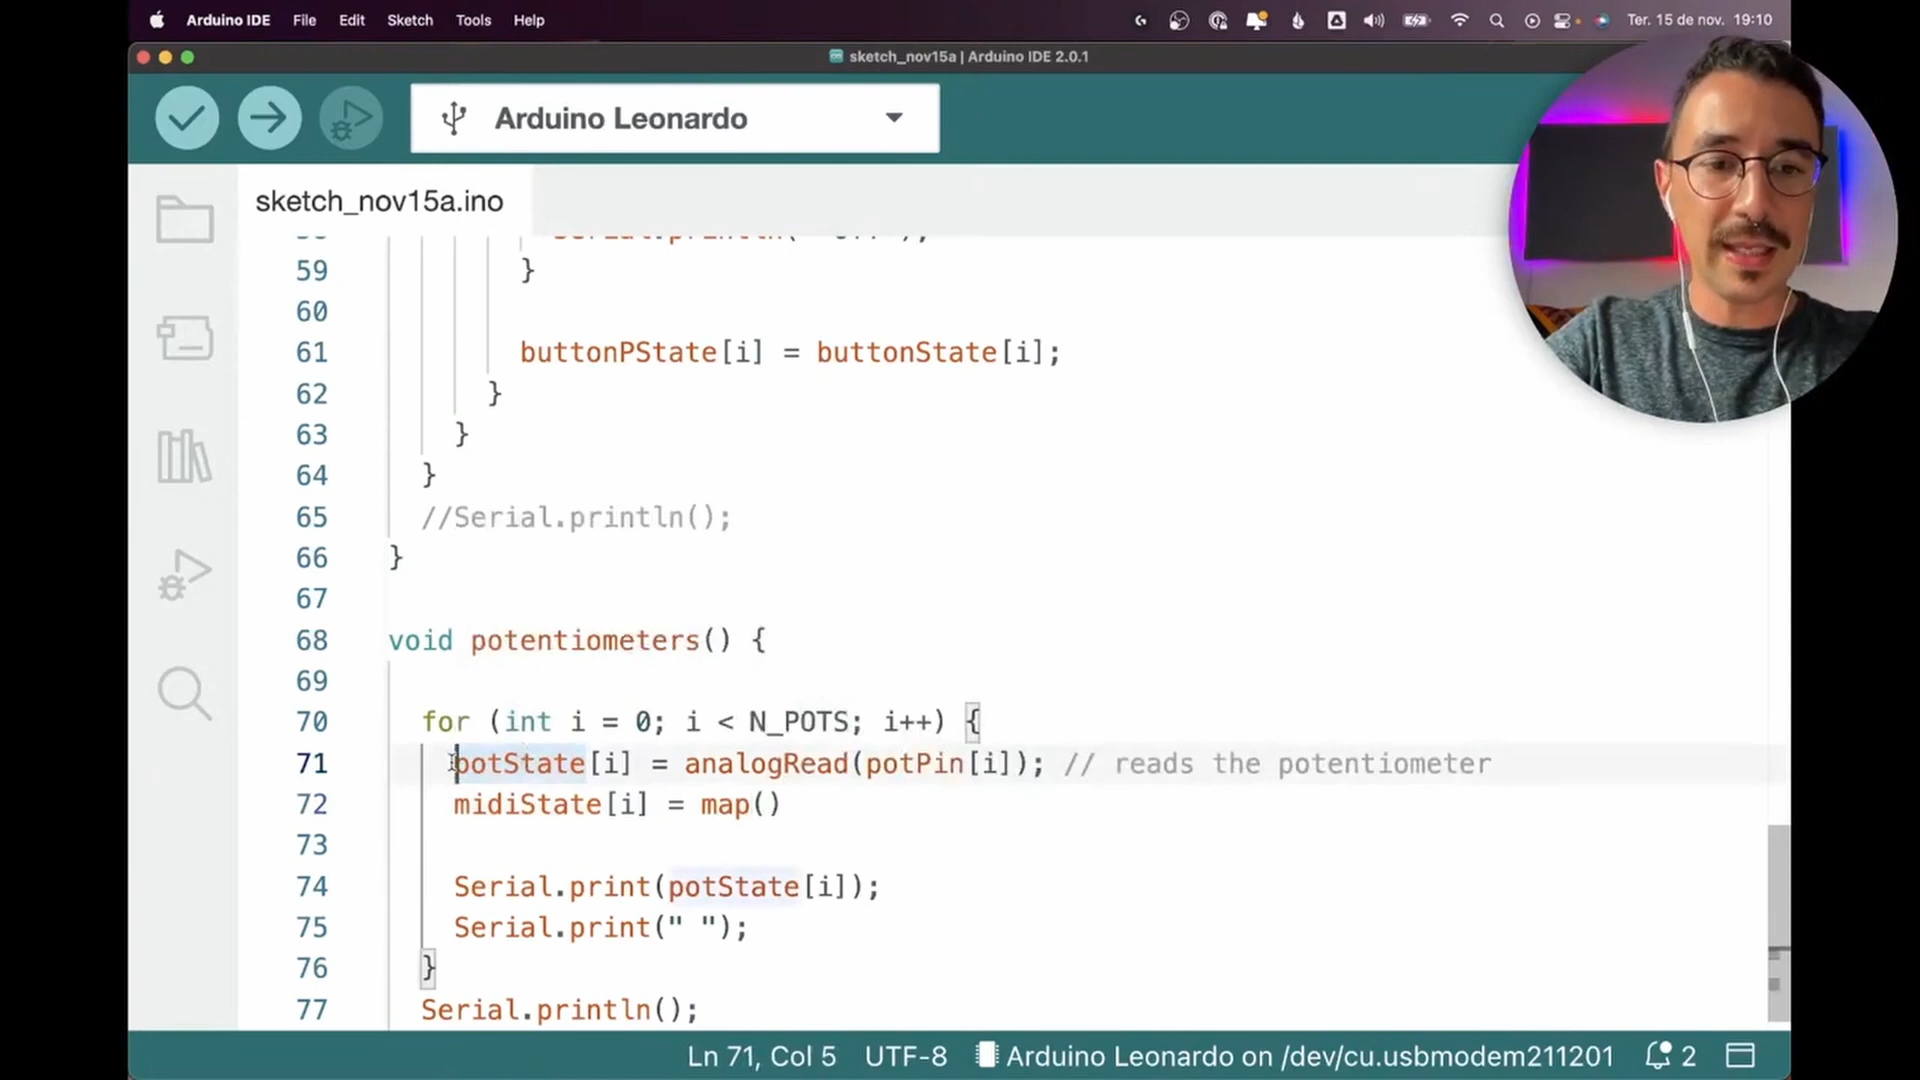 Arduino IDE File Edit Sketch Tools Help Ter. 15 de nov. 19:10
sketch_nov15a | Arduino IDE 2.0.1
Arduino Leonardo
sketch_nov15a.ino
59 }
60
61 buttonPState[i] = buttonState[i];
62 }
63 }
64 }
65 //Serial.println();
66 }
67
68 void potentiometers() {
69
70 for (int i = 0; i < N_POTS; i++) {
71 potState[i] = analogRead(potPin[i]); // reads the potentiometer
72 midiState[i] = map()
73
74 Serial.print(potState[i]);
75 Serial.print(" ");
76 }
77 Serial.println();
Ln 71, Col 5 UTF-8 Arduino Leonardo on /dev/cu.usbmodem211201 2